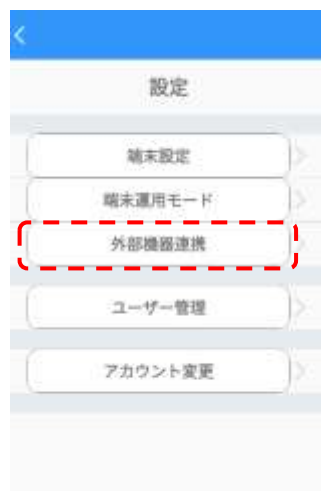 設定
端末設定
端末運用モード
外部機器連携
ユーザー管理
アカウント変更